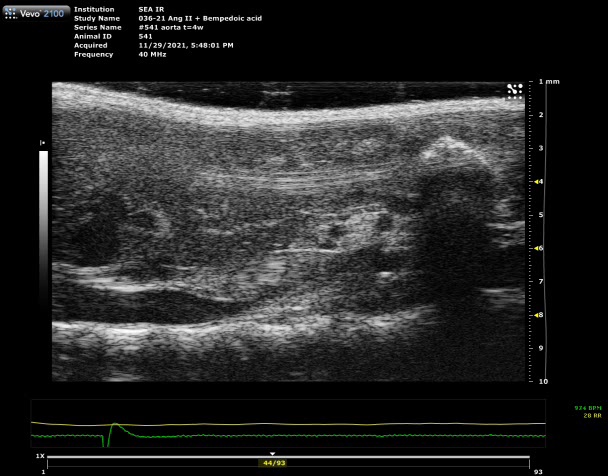 Vevo 2100
Institution SEA IR
Study Name 036-21 Ang II + Bempedoic acid
Series Name #541 aorta t=4w
Animal ID 541
Acquired 11/29/2021, 5:48:01 PM
Frequency 40 MHz
1 mm
2
3
4
5
6
7
8
9
10
974 BPM
28 RR
1X
44/93
1
93